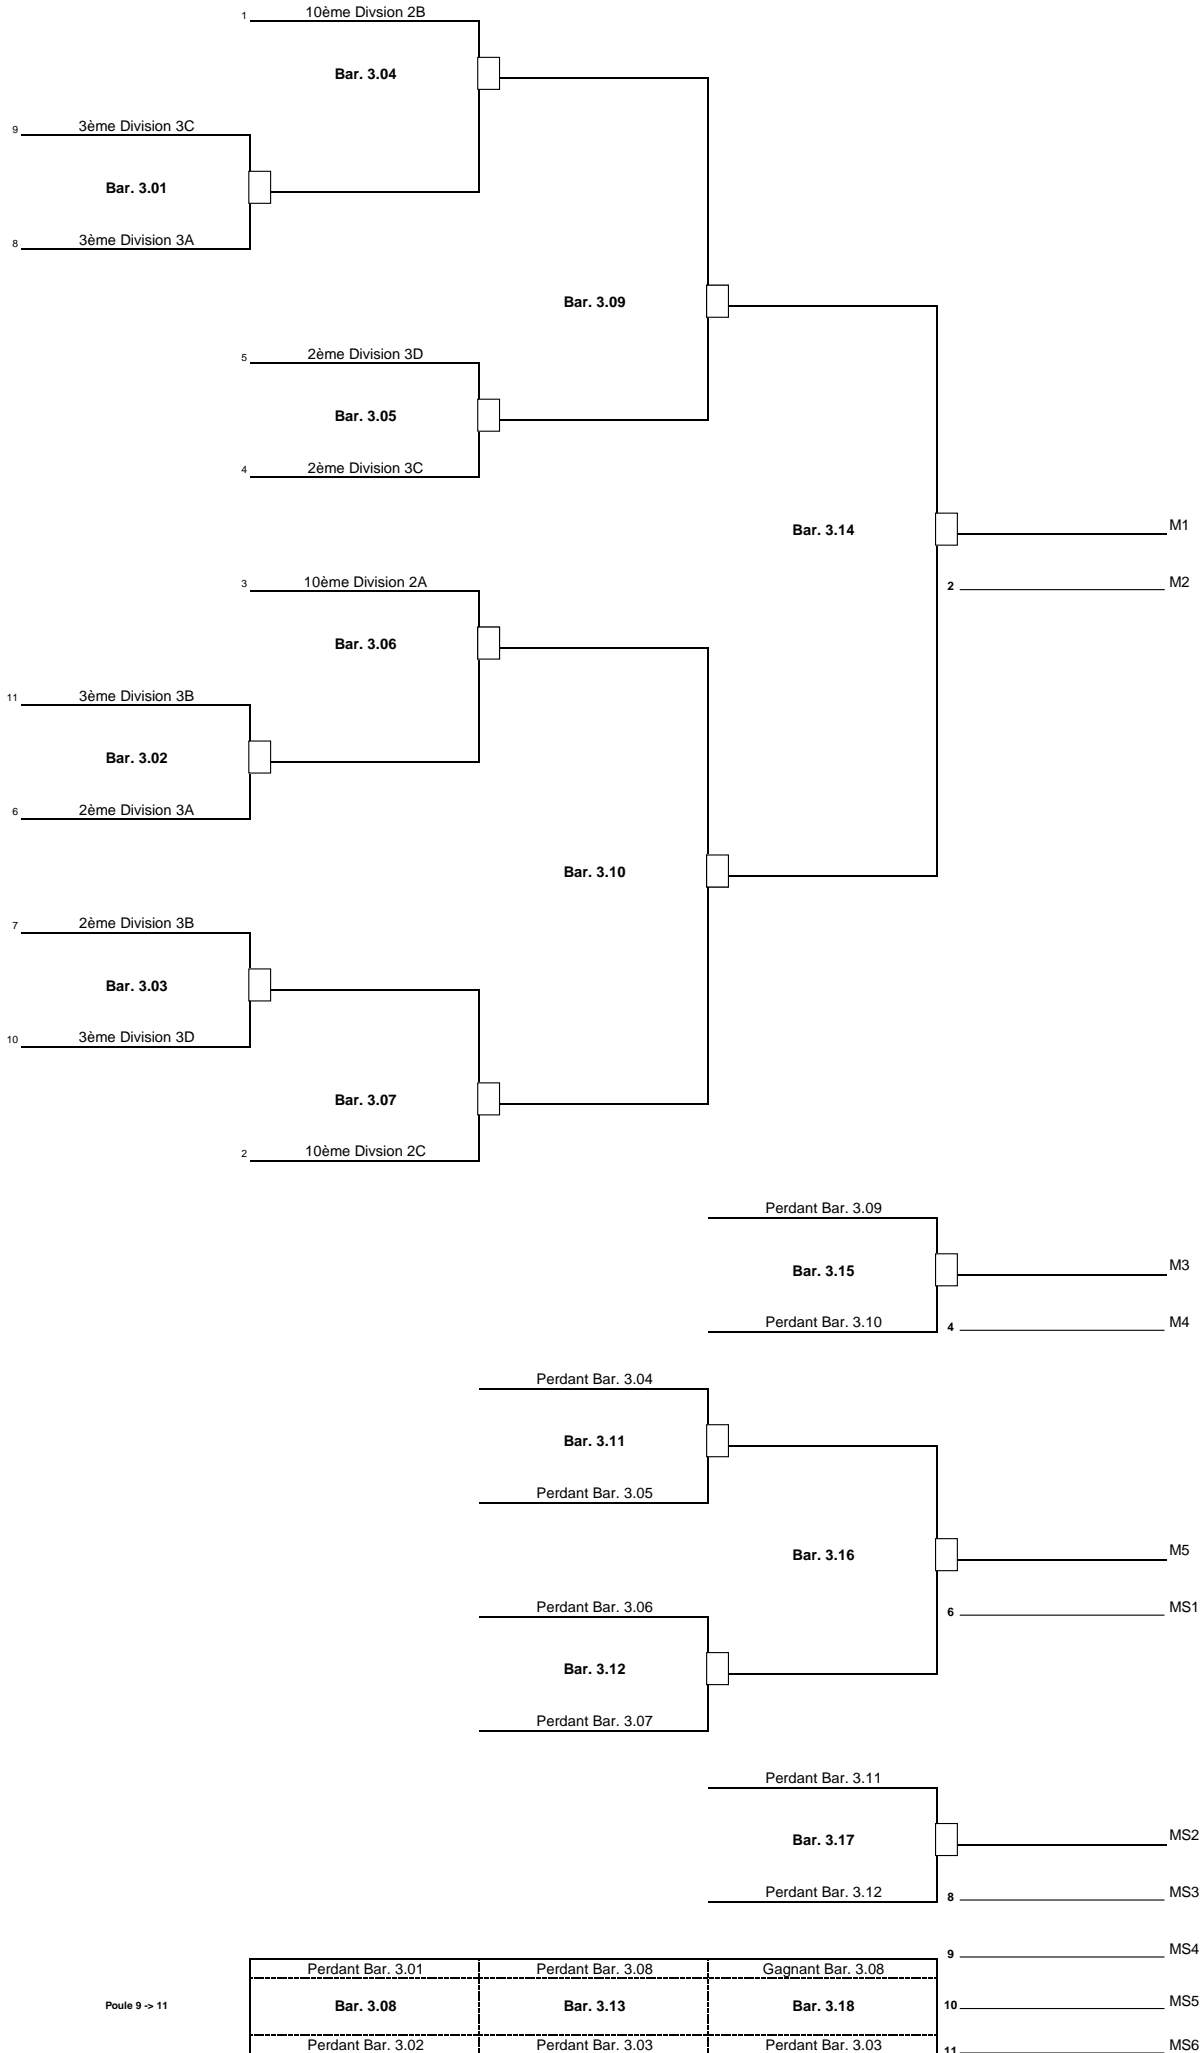 1 10ème Divsion 2B
Bar. 3.04
9 3ème Division 3C
Bar. 3.01
8 3ème Division 3A
Bar. 3.09
5 2ème Division 3D
Bar. 3.05
4 2ème Division 3C
Bar. 3.14 M1
3 10ème Division 2A 2 M2
Bar. 3.06
11 3ème Division 3B
Bar. 3.02
6 2ème Division 3A
Bar. 3.10
7 2ème Division 3B
Bar. 3.03
10 3ème Division 3D
Bar. 3.07
2 10ème Divsion 2C
Perdant Bar. 3.09
Bar. 3.15 M3
Perdant Bar. 3.10 4 M4
Perdant Bar. 3.04
Bar. 3.11
Perdant Bar. 3.05
Bar. 3.16 M5
Perdant Bar. 3.06 6 MS1
Bar. 3.12
Perdant Bar. 3.07
Perdant Bar. 3.11
Bar. 3.17 MS2
Perdant Bar. 3.12 8 MS3
9 MS4
Perdant Bar. 3.01 Perdant Bar. 3.08 Gagnant Bar. 3.08
Poule 9 -> 11 Bar. 3.08 Bar. 3.13 Bar. 3.18 10 MS5
Perdant Bar. 3.02 Perdant Bar. 3.03 Perdant Bar. 3.03 11 MS6